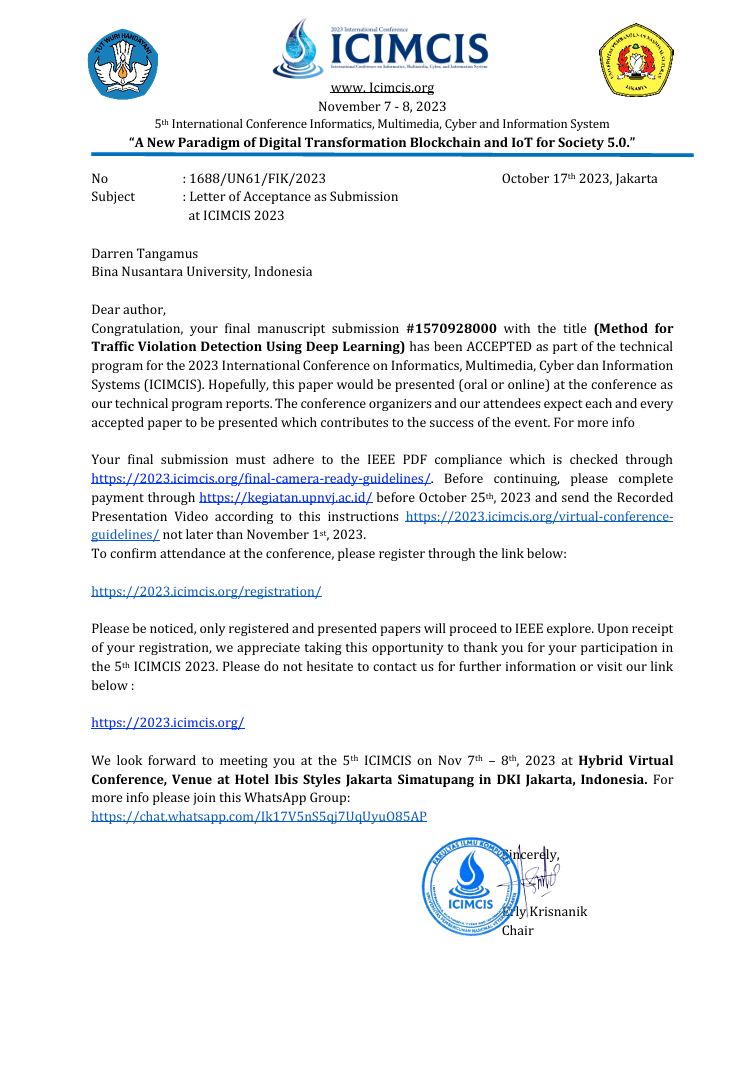 TUT WURI HANDAYANI
2023 International Conference
ICIMCIS
International Conference on Informatics, Multimedia, Cyber, and Information System
JAKARTA
www. Icimcis.org
November 7 - 8, 2023
5th International Conference Informatics, Multimedia, Cyber and Information System
“A New Paradigm of Digital Transformation Blockchain and IoT for Society 5.0.”
No : 1688/UN61/FIK/2023 October 17th 2023, Jakarta
Subject : Letter of Acceptance as Submission
at ICIMCIS 2023
Darren Tangamus
Bina Nusantara University, Indonesia
Dear author,
Congratulation, your final manuscript submission #1570928000 with the title (Method for
Traffic Violation Detection Using Deep Learning) has been ACCEPTED as part of the technical
program for the 2023 International Conference on Informatics, Multimedia, Cyber dan Information
Systems (ICIMCIS). Hopefully, this paper would be presented (oral or online) at the conference as
our technical program reports. The conference organizers and our attendees expect each and every
accepted paper to be presented which contributes to the success of the event. For more info
Your final submission must adhere to the IEEE PDF compliance which is checked through
https://2023.icimcis.org/final-camera-ready-guidelines/. Before continuing, please complete
payment through https://kegiatan.upnvj.ac.id/ before October 25th, 2023 and send the Recorded
Presentation Video according to this instructions https://2023.icimcis.org/virtual-conference-
guidelines/ not later than November 1st, 2023.
To confirm attendance at the conference, please register through the link below:
https://2023.icimcis.org/registration/
Please be noticed, only registered and presented papers will proceed to IEEE explore. Upon receipt
of your registration, we appreciate taking this opportunity to thank you for your participation in
the 5th ICIMCIS 2023. Please do not hesitate to contact us for further information or visit our link
below :
https://2023.icimcis.org/
We look forward to meeting you at the 5th ICIMCIS on Nov 7th – 8th, 2023 at Hybrid Virtual
Conference, Venue at Hotel Ibis Styles Jakarta Simatupang in DKI Jakarta, Indonesia. For
more info please join this WhatsApp Group:
https://chat.whatsapp.com/Ik17V5nS5qj7UqUyuO85AP
FAKULTAS ILMU KOMPUTER
ICIMCIS
Sincerely,
Erly Krisnanik
Chair